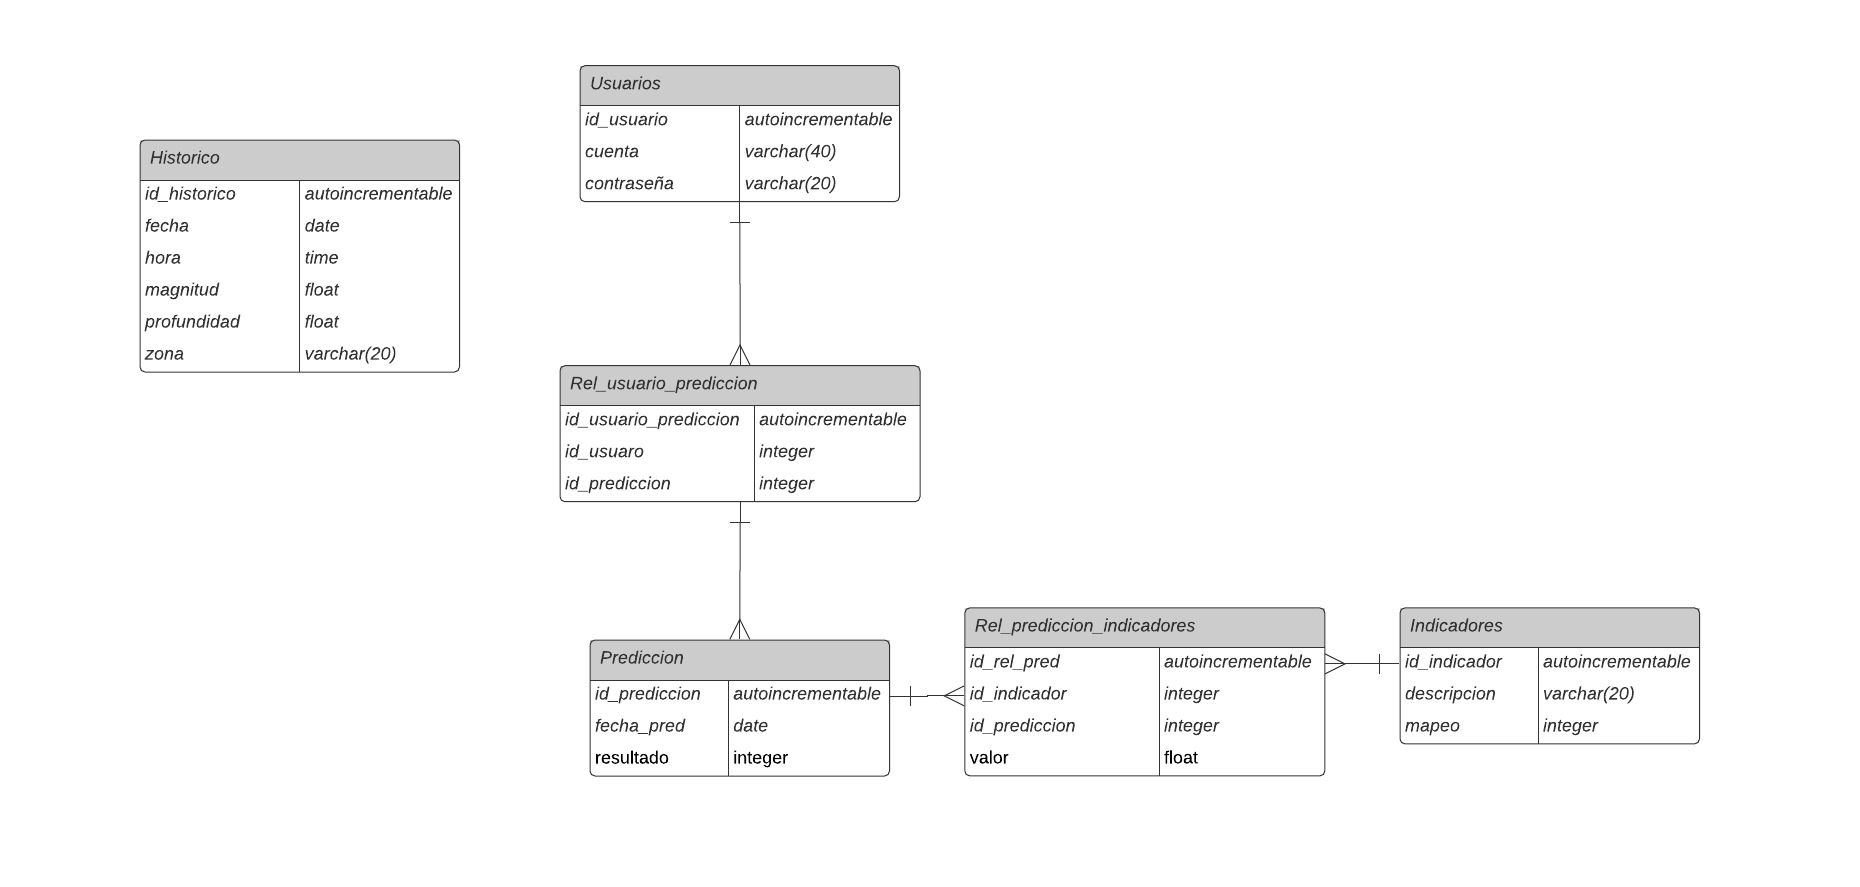 Usuarios
id_usuario autoincrementable
cuenta varchar(40)
contraseña varchar(20)
Historico
id_historico autoincrementable
fecha date
hora time
magnitud float
profundidad float
zona varchar(20)
Rel_usuario_prediccion
id_usuario_prediccion autoincrementable
id_usuaro integer
id_prediccion integer
Prediccion
id_prediccion autoincrementable
fecha_pred date
resultado integer
Rel_prediccion_indicadores
id_rel_pred autoincrementable
id_indicador integer
id_prediccion integer
valor float
Indicadores
id_indicador autoincrementable
descripcion varchar(20)
mapeo integer